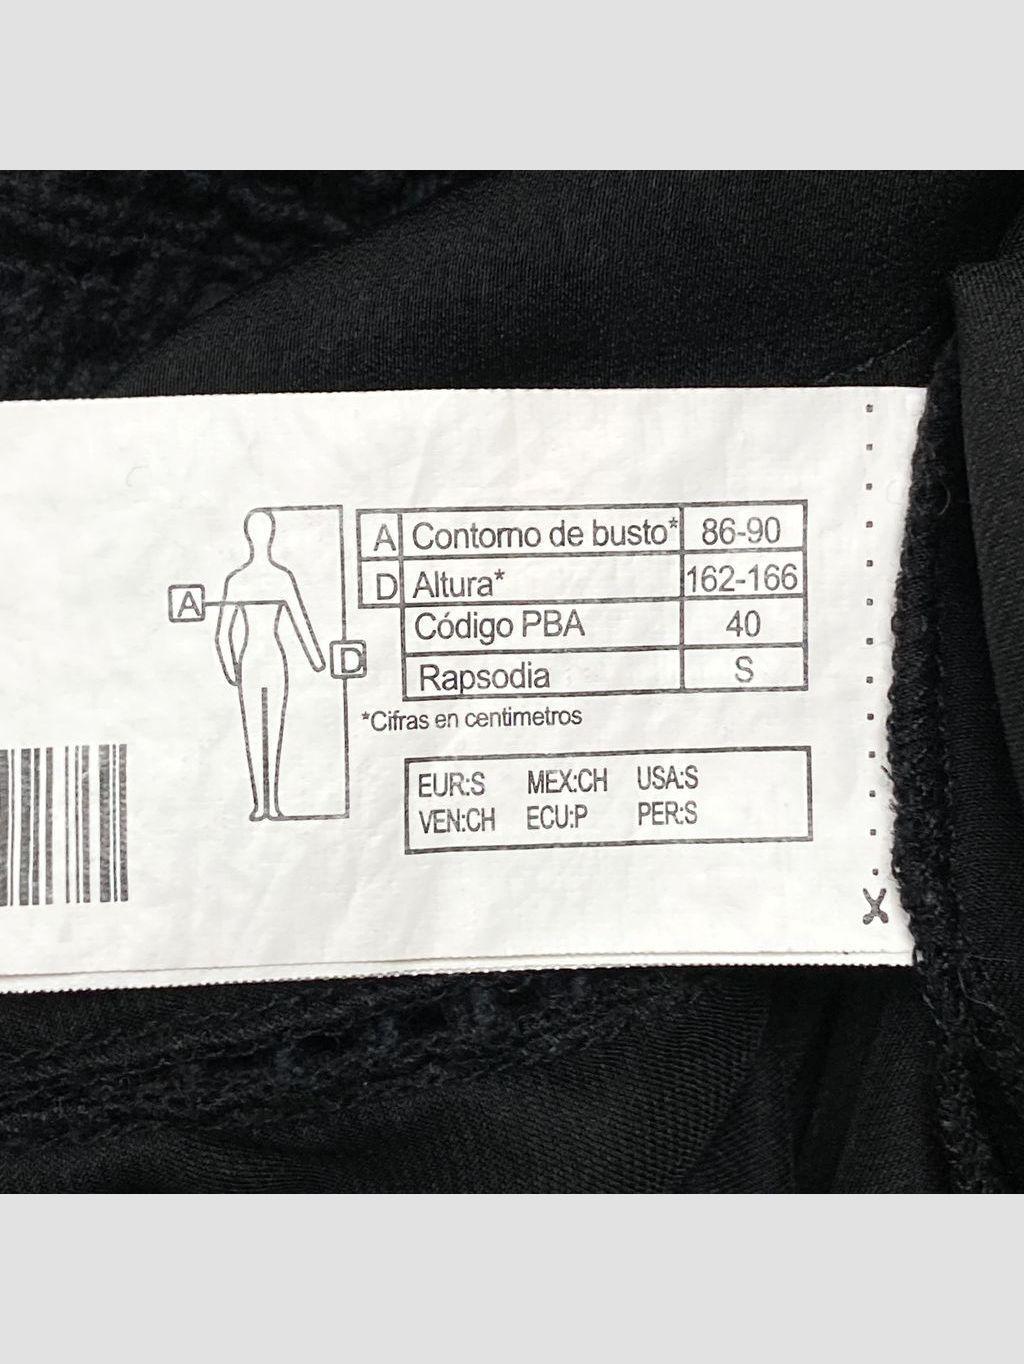 A Contorno de busto* 86-90
D Altura* 162-166
Código PBA 40
Rapsodia S
*Cifras en centimetros
A
D
EUR:S MEX:CH USA:S
VEN:CH ECU:P PER:S
X